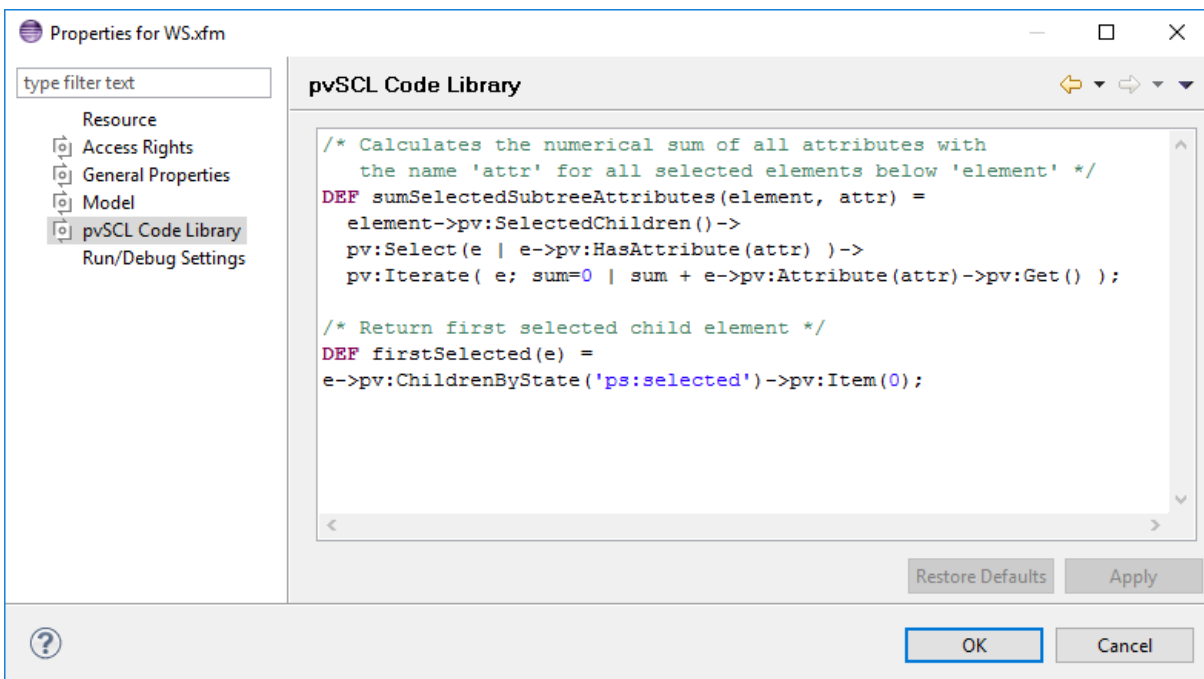 Properties for WS.xfm
type filter text
Resource
Access Rights
General Properties
Model
pvSCL Code Library
Run/Debug Settings
pvSCL Code Library
/* Calculates the numerical sum of all attributes with
   the name 'attr' for all selected elements below 'element' */
DEF sumSelectedSubtreeAttributes(element, attr) =
  element->pv:SelectedChildren()->
  pv:Select(e | e->pv:HasAttribute(attr) )->
  pv:Iterate( e; sum=0 | sum + e->pv:Attribute(attr)->pv:Get() );
/* Return first selected child element */
DEF firstSelected(e) =
e->pv:ChildrenByState('ps:selected')->pv:Item(0);
Restore Defaults
Apply
OK
Cancel